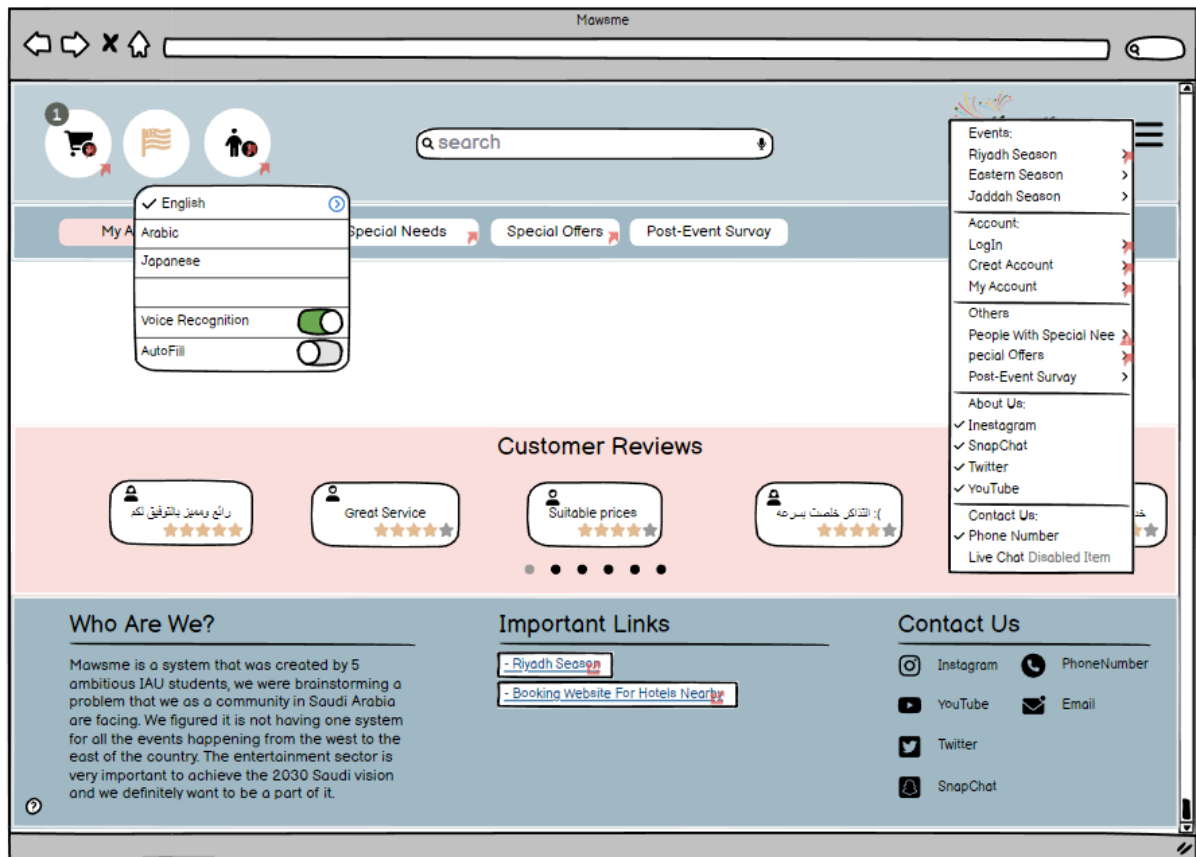 Mawsme
1
search
English
Arabic
Japanese
Voice Recognition
AutoFill
My A
Special Needs
Special Offers
Post-Event Survay
Events:
Riyadh Season
Eastern Season
Jaddah Season
Account:
LogIn
Creat Account
My Account
Others
People With Special Nee
pecial Offers
Post-Event Survay
About Us:
Inestagram
SnapChat
Twitter
YouTube
Contact Us:
Phone Number
Live Chat Disabled Item
Customer Reviews
رائع ومميز بالتوفيق لكم
Great Service
Suitable prices
التذاكر خلصت بسرعه :(
Who Are We?
Mawsme is a system that was created by 5
ambitious IAU students, we were brainstorming a
problem that we as a community in Saudi Arabia
are facing. We figured it is not having one system
for all the events happening from the west to the
east of the country. The entertainment sector is
very important to achieve the 2030 Saudi vision
and we definitely want to be a part of it.
Important Links
- Riyadh Season
- Booking Website For Hotels Nearby
Contact Us
Instagram
PhoneNumber
YouTube
Email
Twitter
SnapChat